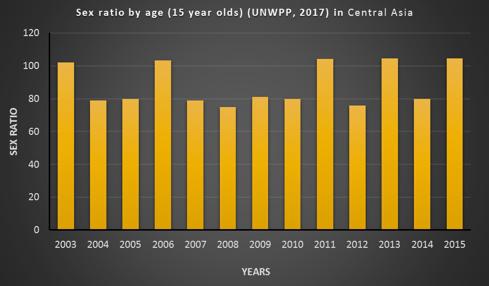 Sex ratio by age (15 year olds) (UNWPP, 2017) in Central Asia
120
100
80
60
40
20
0
SEX RATIO
2003 2004 2005 2006 2007 2008 2009 2010 2011 2012 2013 2014 2015
YEARS